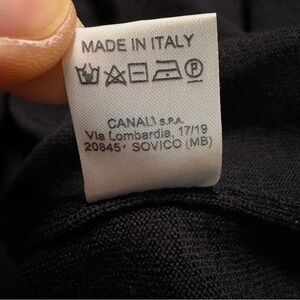 MADE IN ITALY
CANALI S.P.A.
Via Lombardia, 17/19
20845 SOVICO (MB)